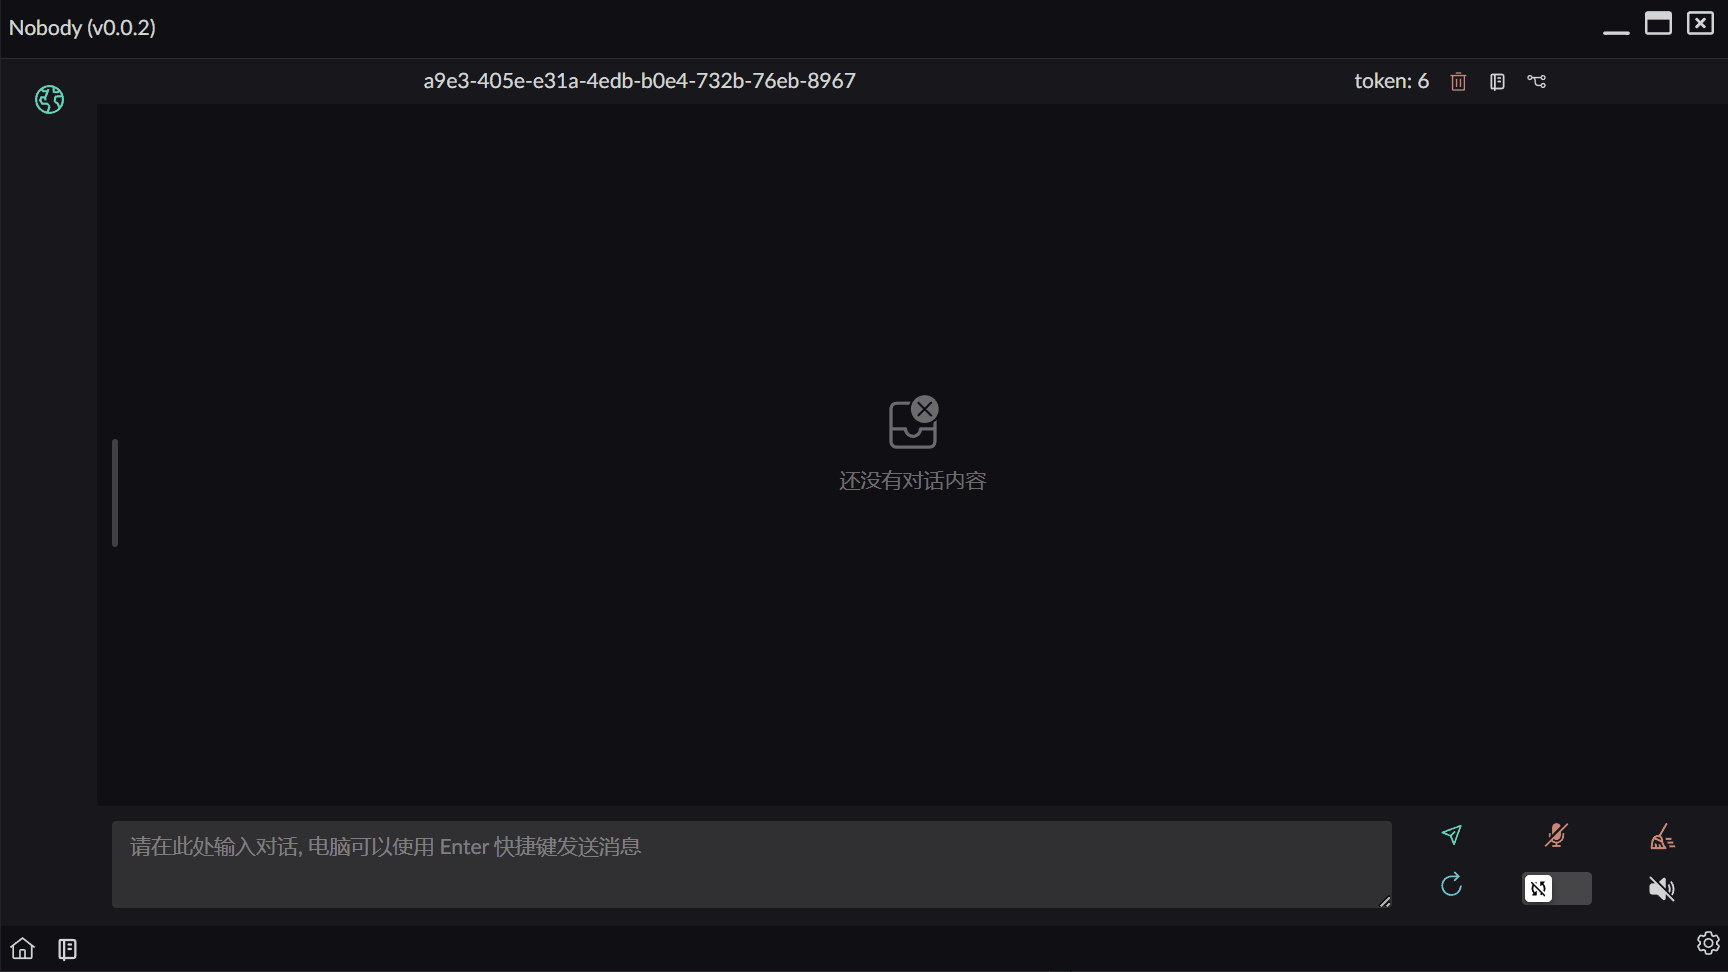 Nobody (v0.0.2)
a9e3-405e-e31a-4edb-b0e4-732b-76eb-8967
token: 6
还没有对话内容
请在此处输入对话, 电脑可以使用 Enter 快捷键发送消息